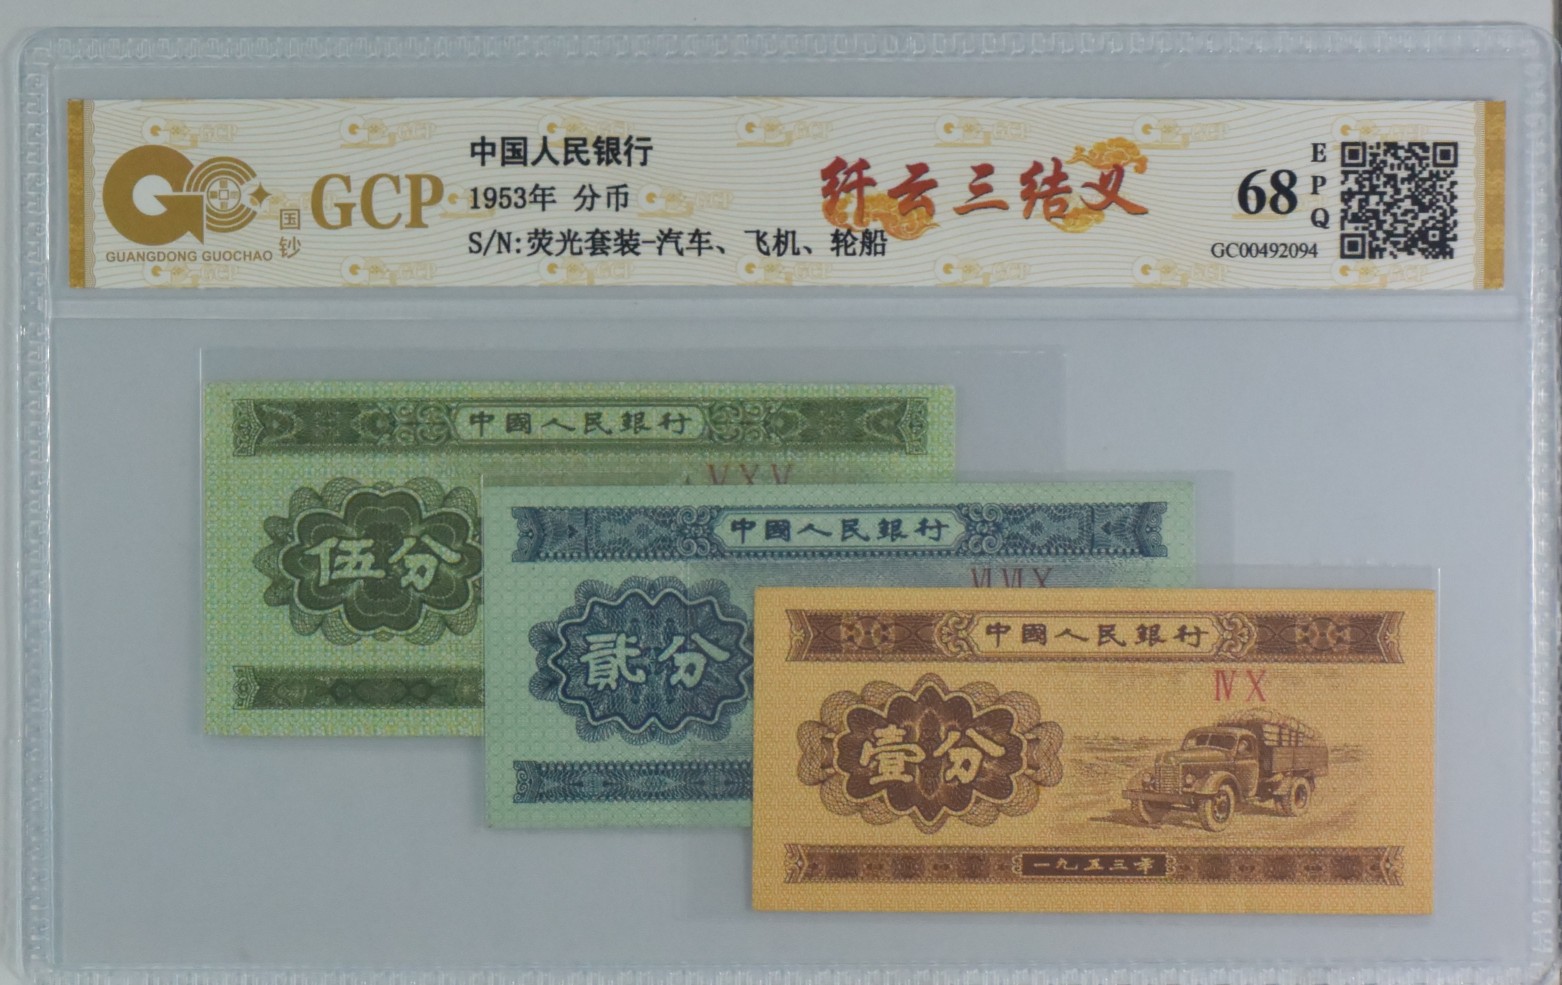 GCP
国钞
GUANGDONG GUOCHAO
中国人民银行
1953年 分币
S/N:荧光套装-汽车、飞机、轮船
纤云三结义
68
EPQ
GC00492094
中國人民銀行
V X V
伍分
中國人民銀行
VI VI X
貳分
中國人民銀行
IV X
壹分
一九五三年